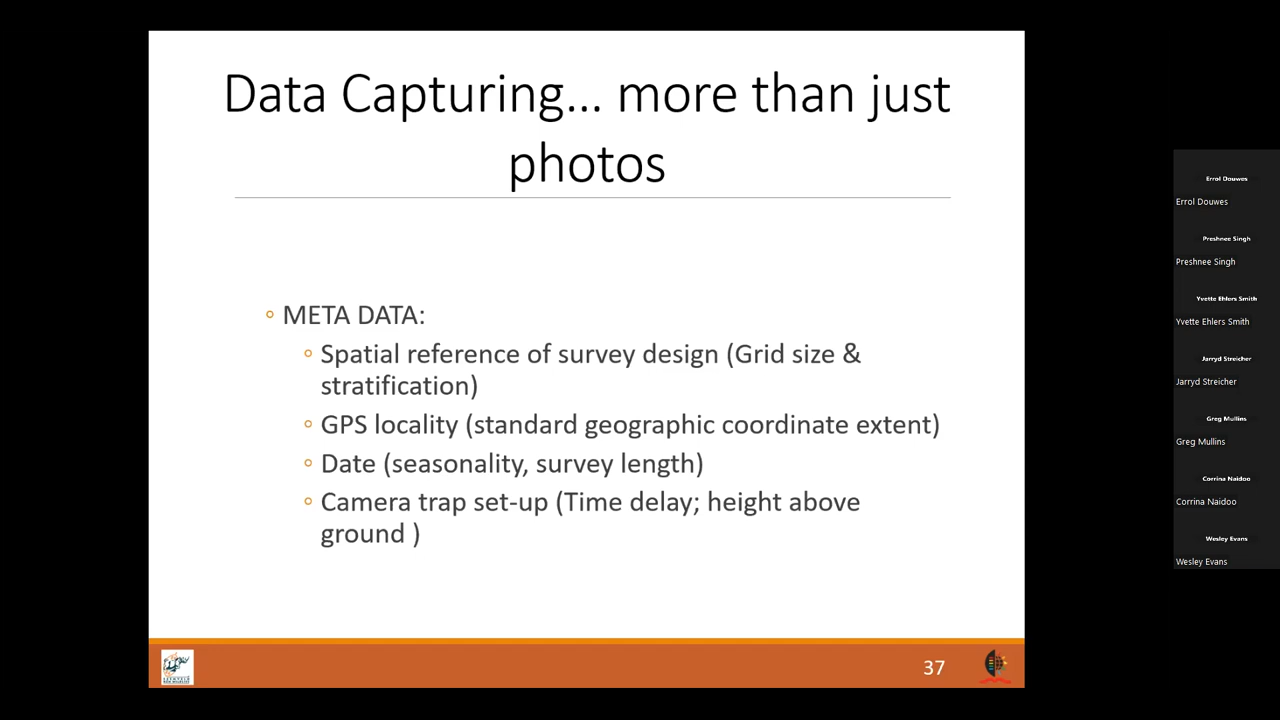 Data Capturing... more than just
photos
◦ META DATA:
◦ Spatial reference of survey design (Grid size &
stratification)
◦ GPS locality (standard geographic coordinate extent)
◦ Date (seasonality, survey length)
◦ Camera trap set-up (Time delay; height above
ground )
37
Errol Douwes
Errol Douwes
Preshnee Singh
Preshnee Singh
Yvette Ehlers Smith
Yvette Ehlers Smith
Jarryd Streicher
Jarryd Streicher
Greg Mullins
Greg Mullins
Corrina Naidoo
Corrina Naidoo
Wesley Evans
Wesley Evans